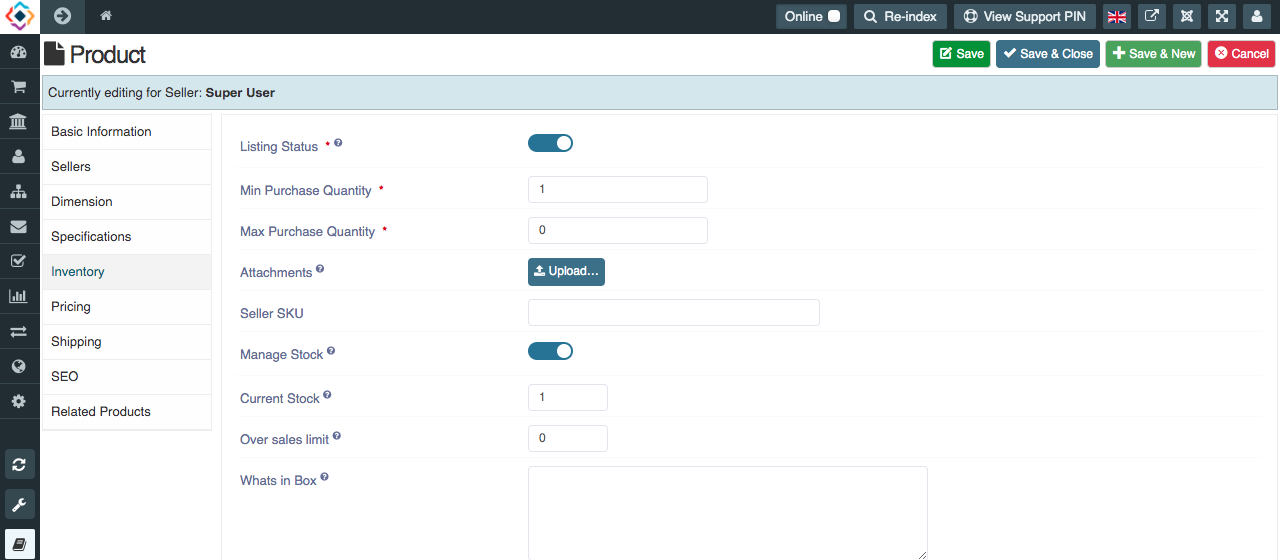 Online
Re-index
View Support PIN
Product
Save
Save & Close
Save & New
Cancel
Currently editing for Seller: Super User
Basic Information
Sellers
Dimension
Specifications
Inventory
Pricing
Shipping
SEO
Related Products
Listing Status *
Min Purchase Quantity * 1
Max Purchase Quantity * 0
Attachments Upload...
Seller SKU
Manage Stock
Current Stock 1
Over sales limit 0
Whats in Box